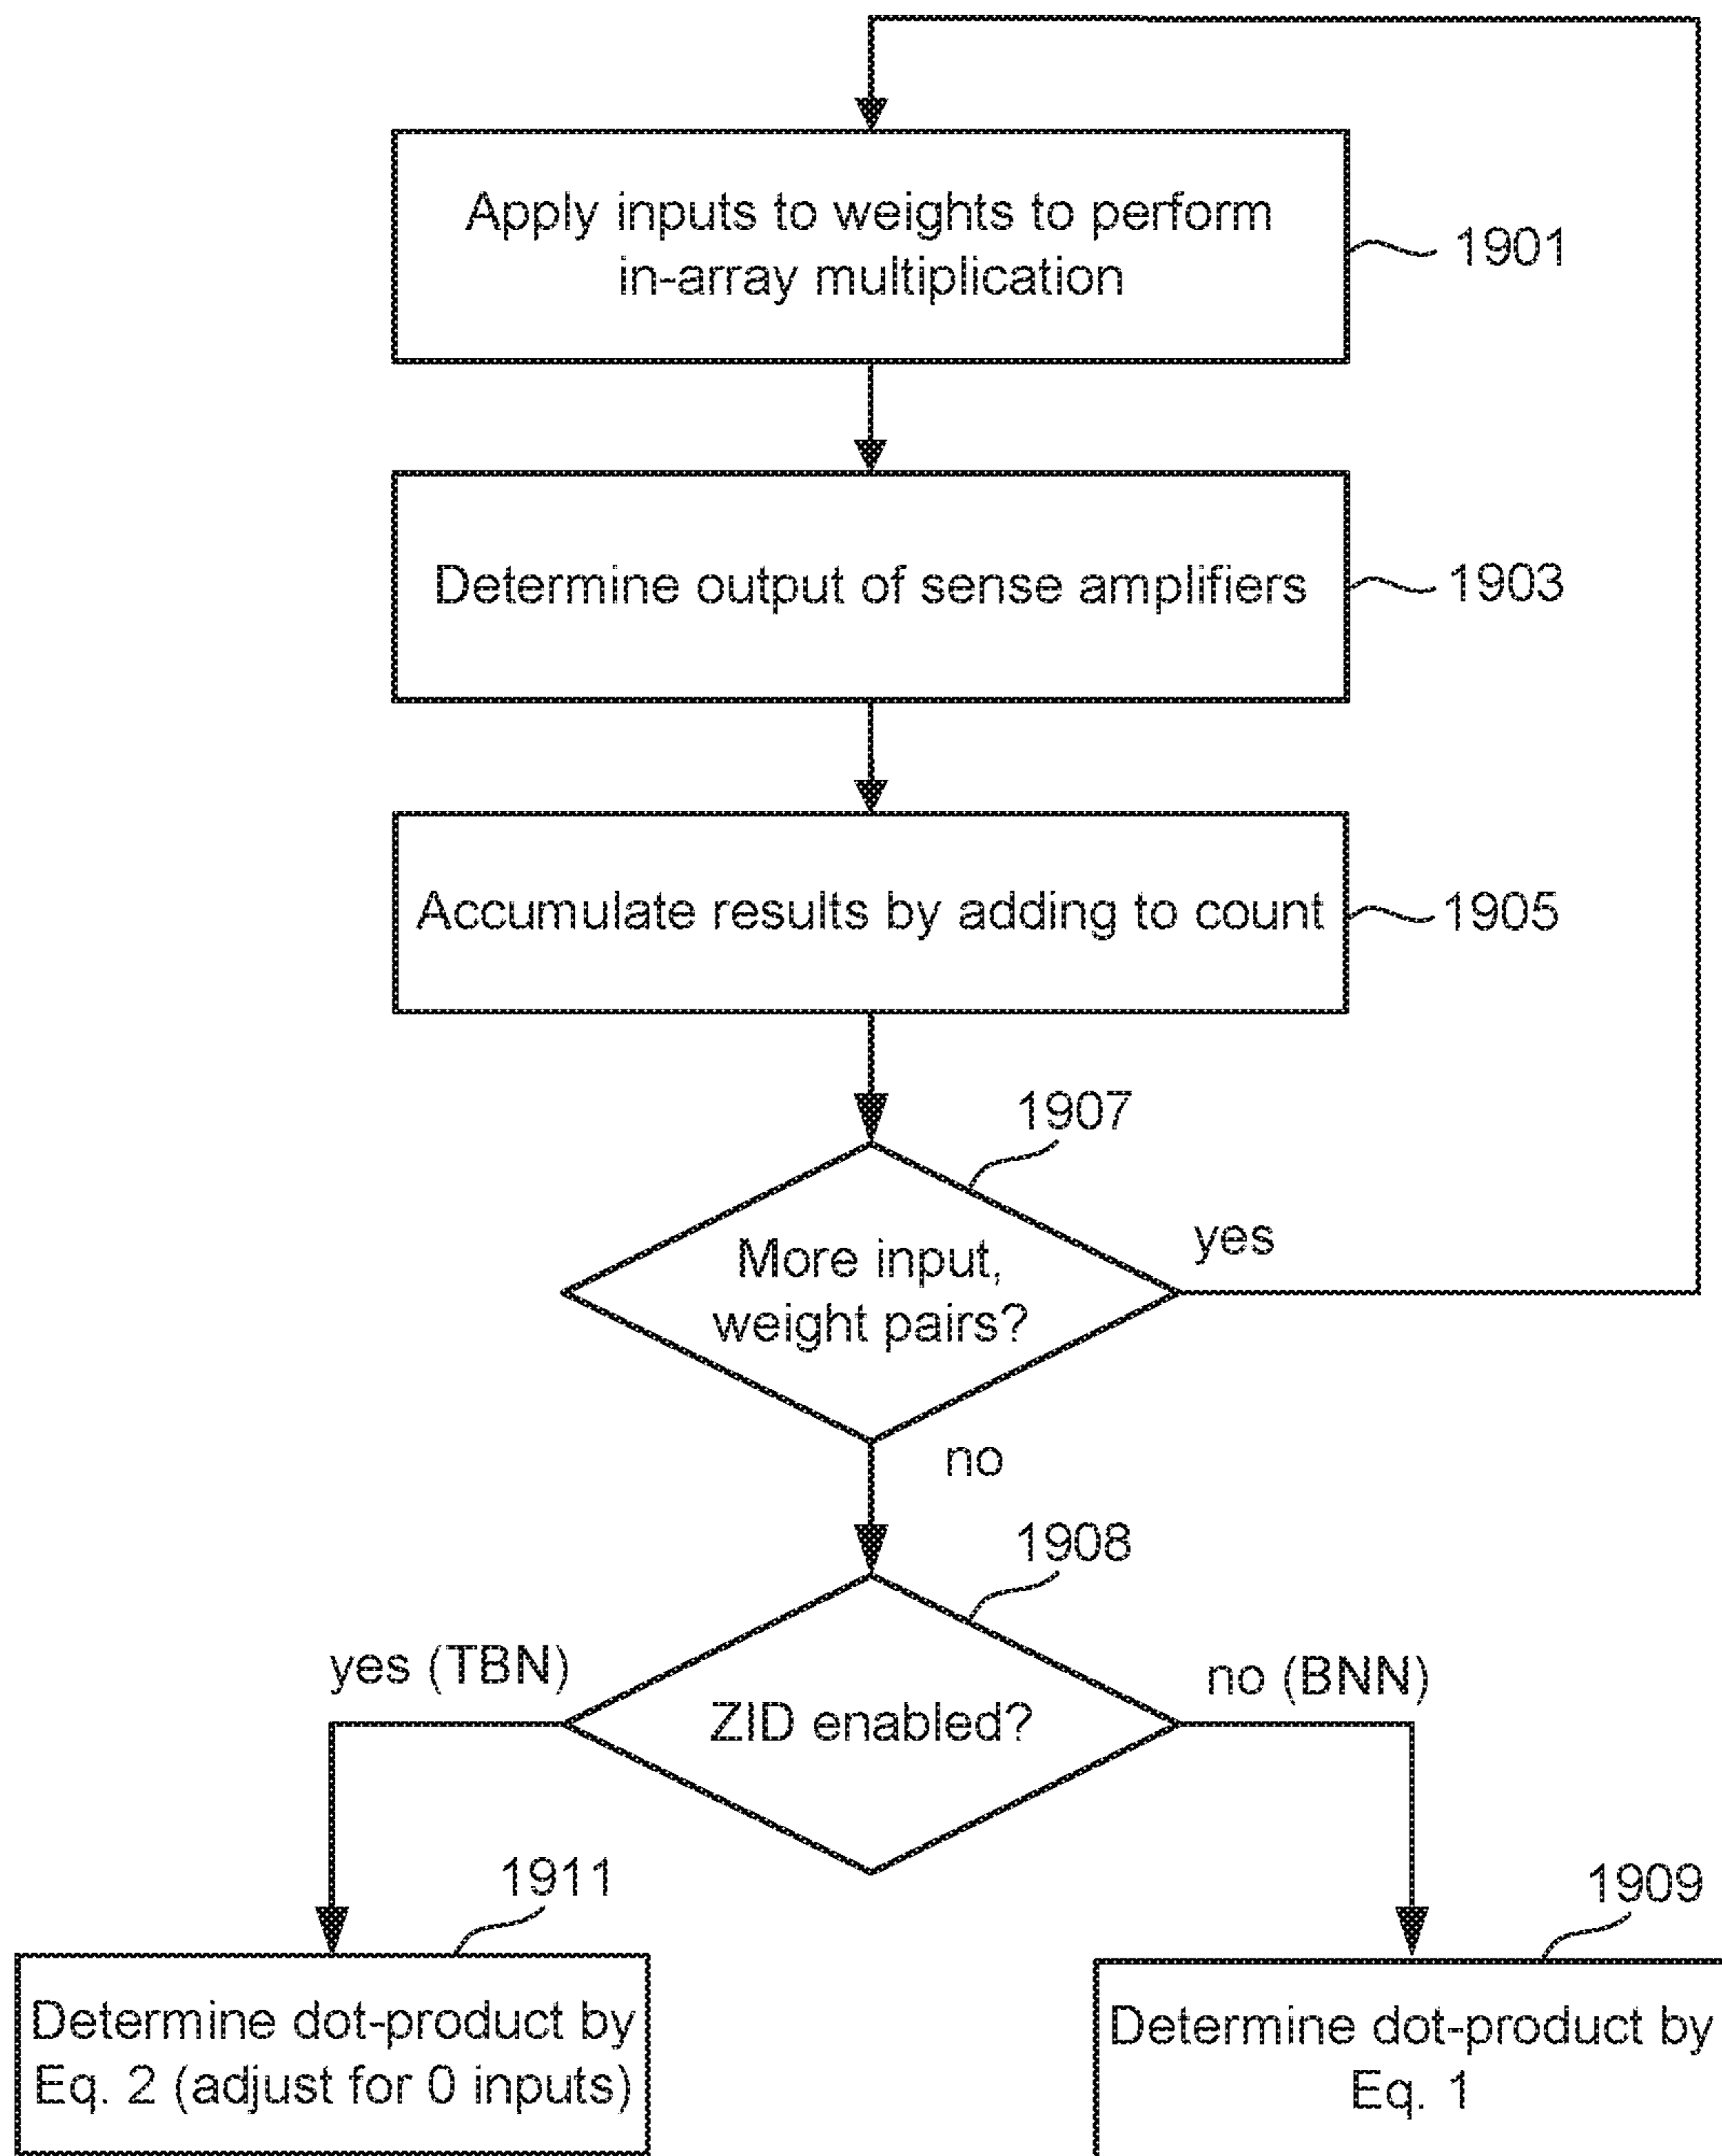 Apply inputs to weights to perform
in-array multiplication
1901
Determine output of sense amplifiers
1903
Accumulate results by adding to count
1905
1907
More input,
weight pairs?
yes
no
1908
yes (TBN)
ZID enabled?
no (BNN)
1911
1909
Determine dot-product by
Eq. 2 (adjust for 0 inputs)
Determine dot-product by
Eq. 1